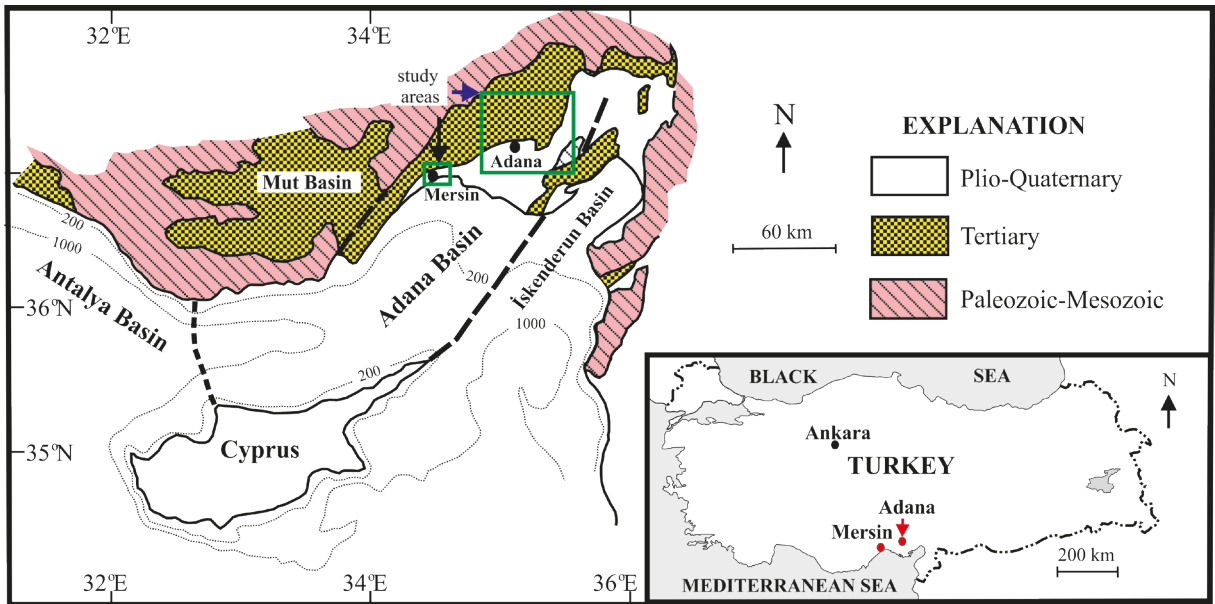 32ºE
34ºE
study
areas
N
EXPLANATION
Adana
Plio-Quaternary
Mut Basin
Mersin
200
1000
Tertiary
60 km
Antalya Basin
Adana Basin
200
İskenderun Basin
Paleozoic-Mesozoic
36ºN
1000
200
35ºN
Cyprus
32ºE
34ºE
36ºE
BLACK SEA
N
Ankara
TURKEY
Adana
Mersin
200 km
MEDITERRANEAN SEA